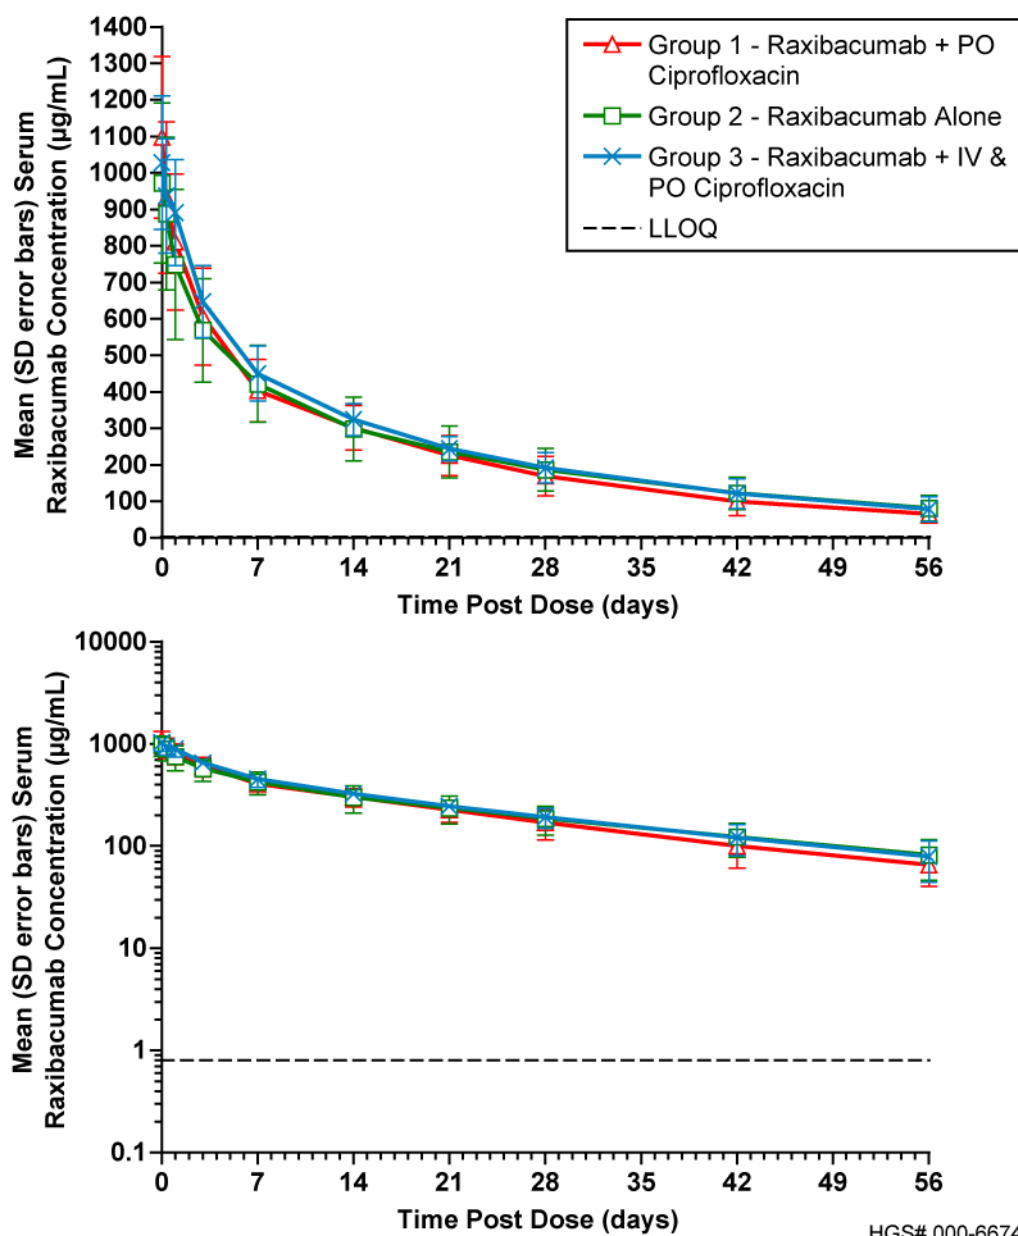 Mean (SD error bars) Serum
Raxibacumab Concentration (µg/mL)
1400
1300
1200
1100
1000
900
800
700
600
500
400
300
200
100
0
0 7 14 21 28 35 42 49 56
Time Post Dose (days)
Group 1 - Raxibacumab + PO
Ciprofloxacin
Group 2 - Raxibacumab Alone
Group 3 - Raxibacumab + IV &
PO Ciprofloxacin
LLOQ
Mean (SD error bars) Serum
Raxibacumab Concentration (µg/mL)
10000
1000
100
10
1
0.1
0 7 14 21 28 35 42 49 56
Time Post Dose (days)
HGS# 000-6674